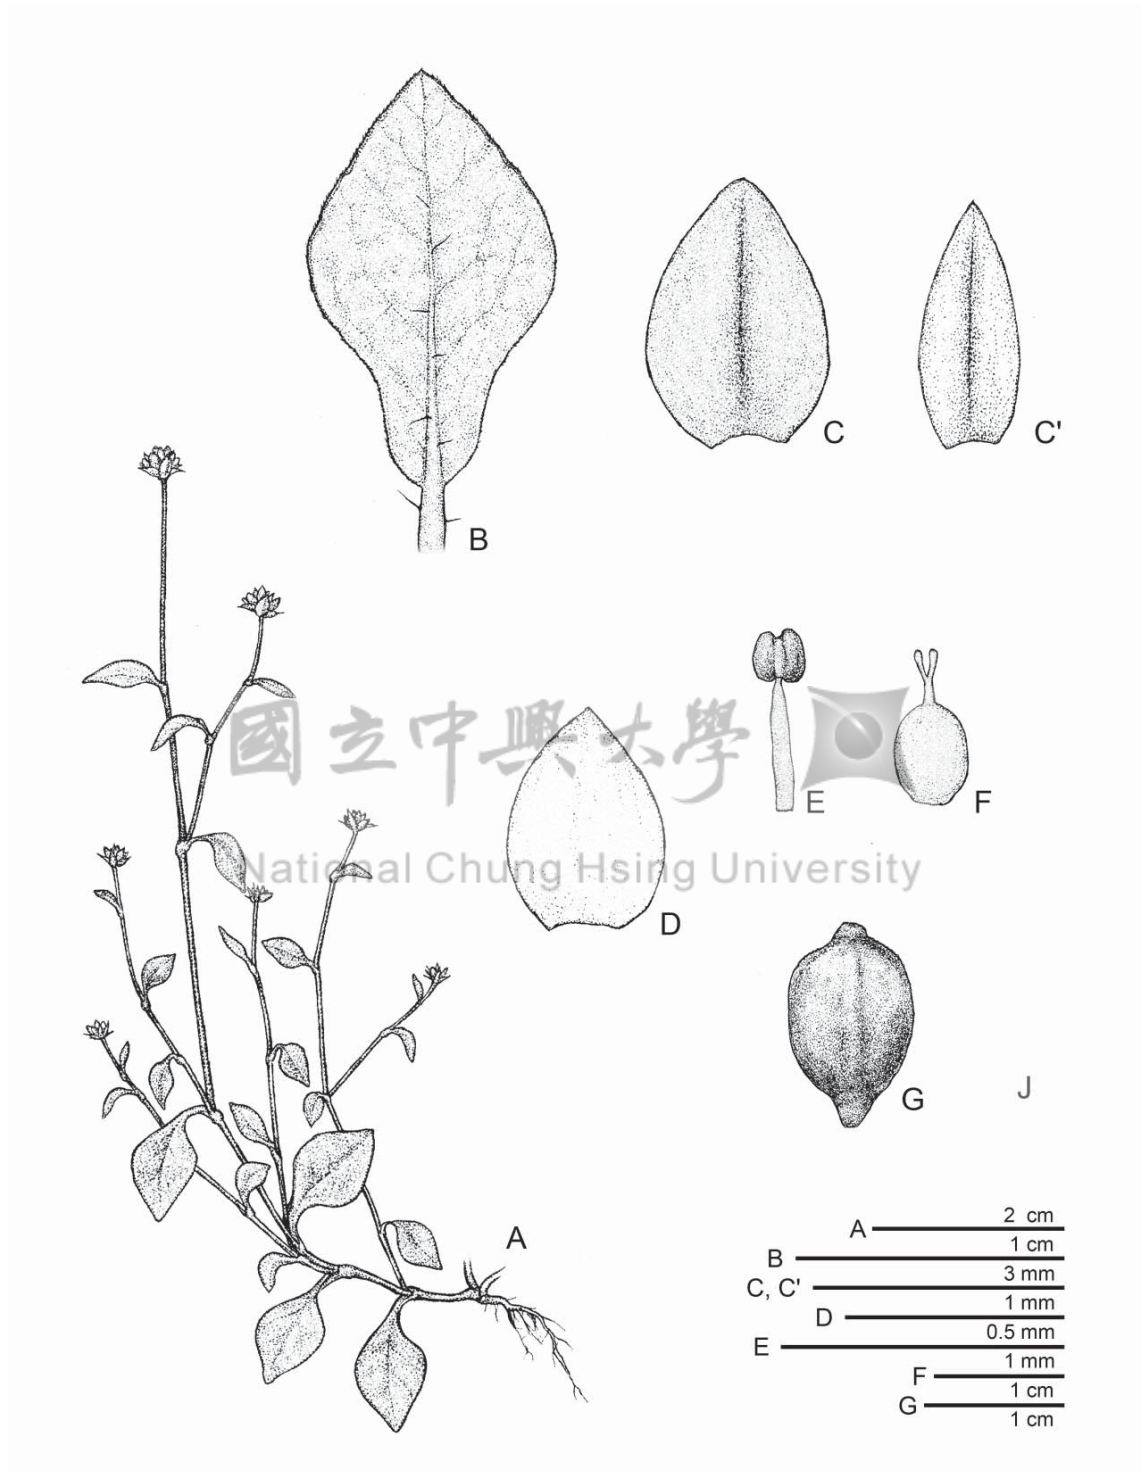 B
C
C'
國立中興大學
E
F
National Chung Hsing University
D
G
J
A
A 2 cm
B 1 cm
C, C' 3 mm
D 1 mm
E 0.5 mm
F 1 mm
G 1 cm
1 cm